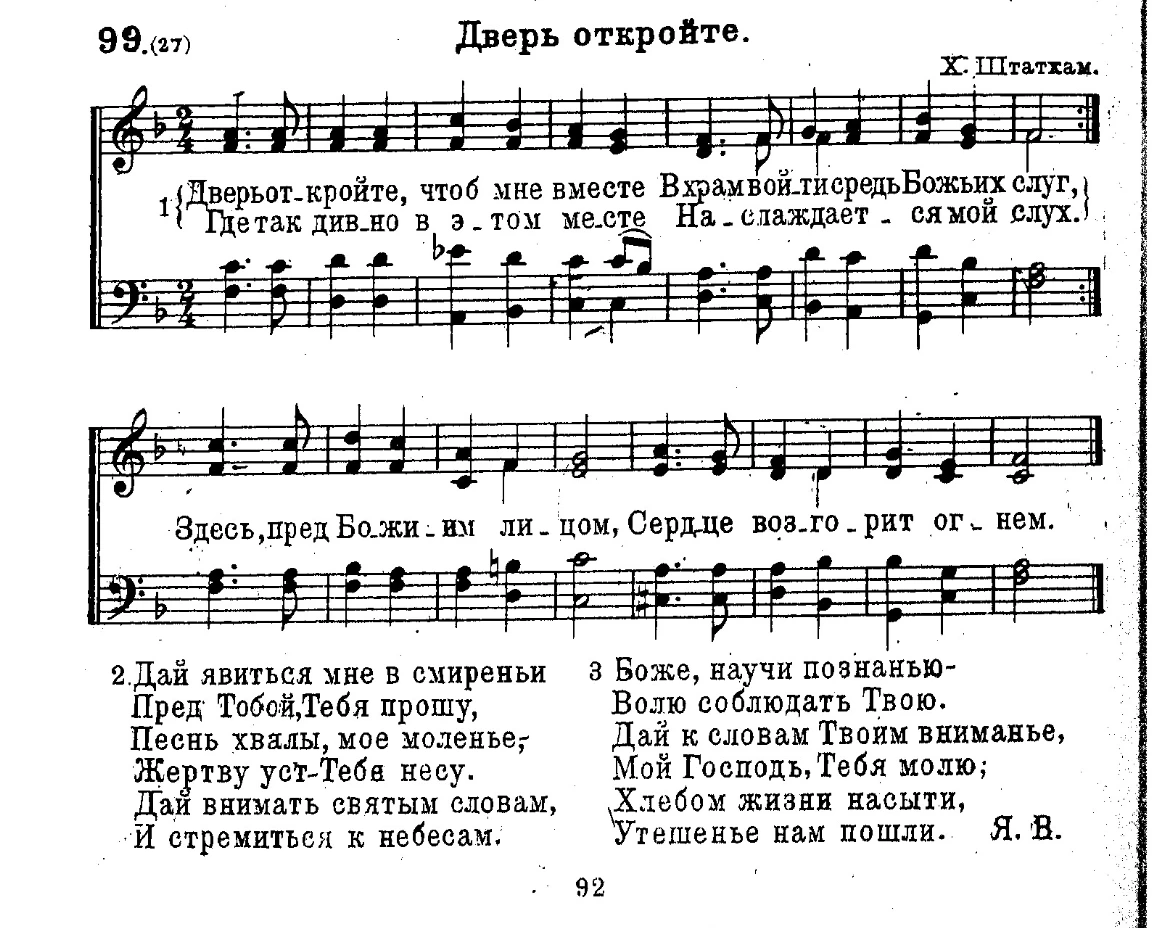 99.(27)
Дверь откройте.
Х. Штатхам.
1 Дверь от-кройте, чтоб мне вместе В храм вой-ти средь Божьих слуг,
Где так див-но в э-том ме-сте На-слаждает-ся мой слух.
Здесь, пред Бо-жи-им ли-цом, Серд-це воз-го-рит ог-нем.
2. Дай явиться мне в смиреньи
Пред Тобой, Тебя прошу,
Песнь хвалы, мое моленье,-
Жертву уст-Тебе несу.
Дай внимать святым словам,
И стремиться к небесам.
3 Боже, научи познанью-
Волю соблюдать Твою.
Дай к словам Твоим вниманье,
Мой Господь, Тебя молю;
Хлебом жизни насыти,
Утешенье нам пошли. Я. В.
92